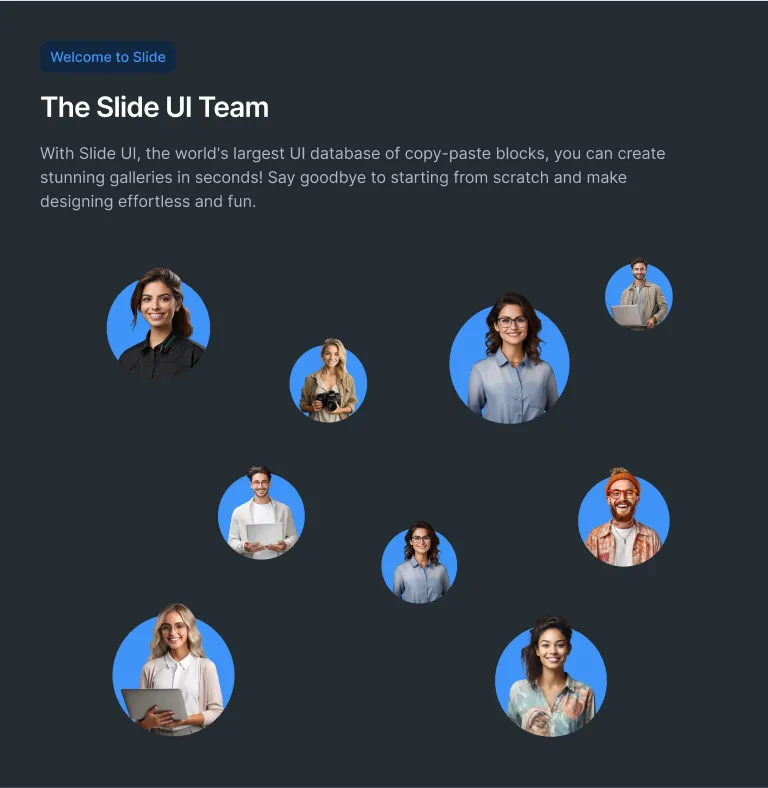 Welcome to Slide
The Slide UI Team
With Slide UI, the world's largest UI database of copy-paste blocks, you can create
stunning galleries in seconds! Say goodbye to starting from scratch and make
designing effortless and fun.